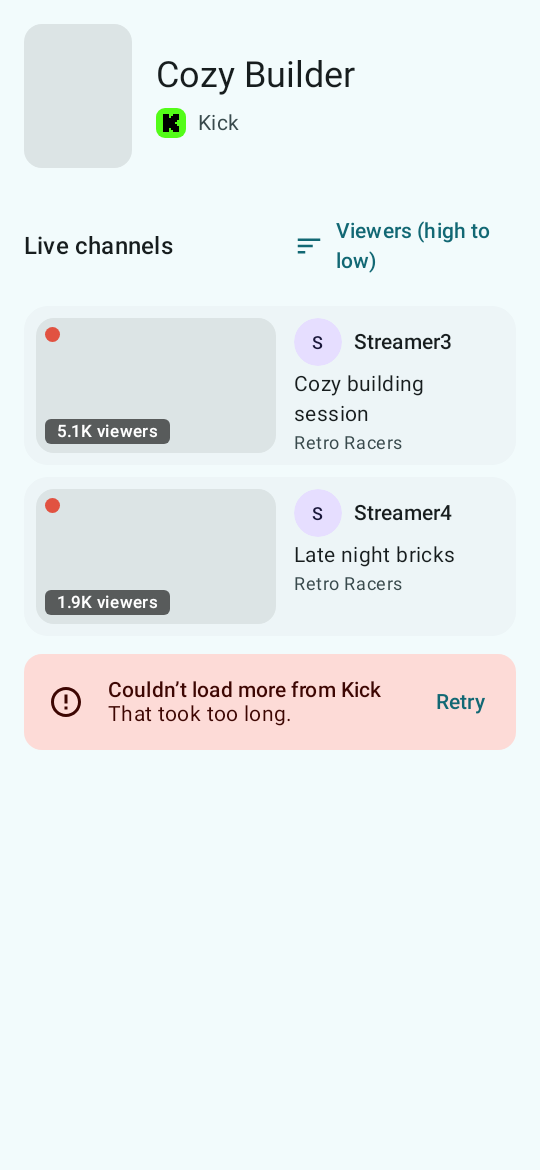 Cozy Builder
Kick
Live channels
Viewers (high to
low)
S
Streamer3
Cozy building
session
Retro Racers
5.1K viewers
S
Streamer4
Late night bricks
Retro Racers
1.9K viewers
Couldn’t load more from Kick
That took too long.
Retry